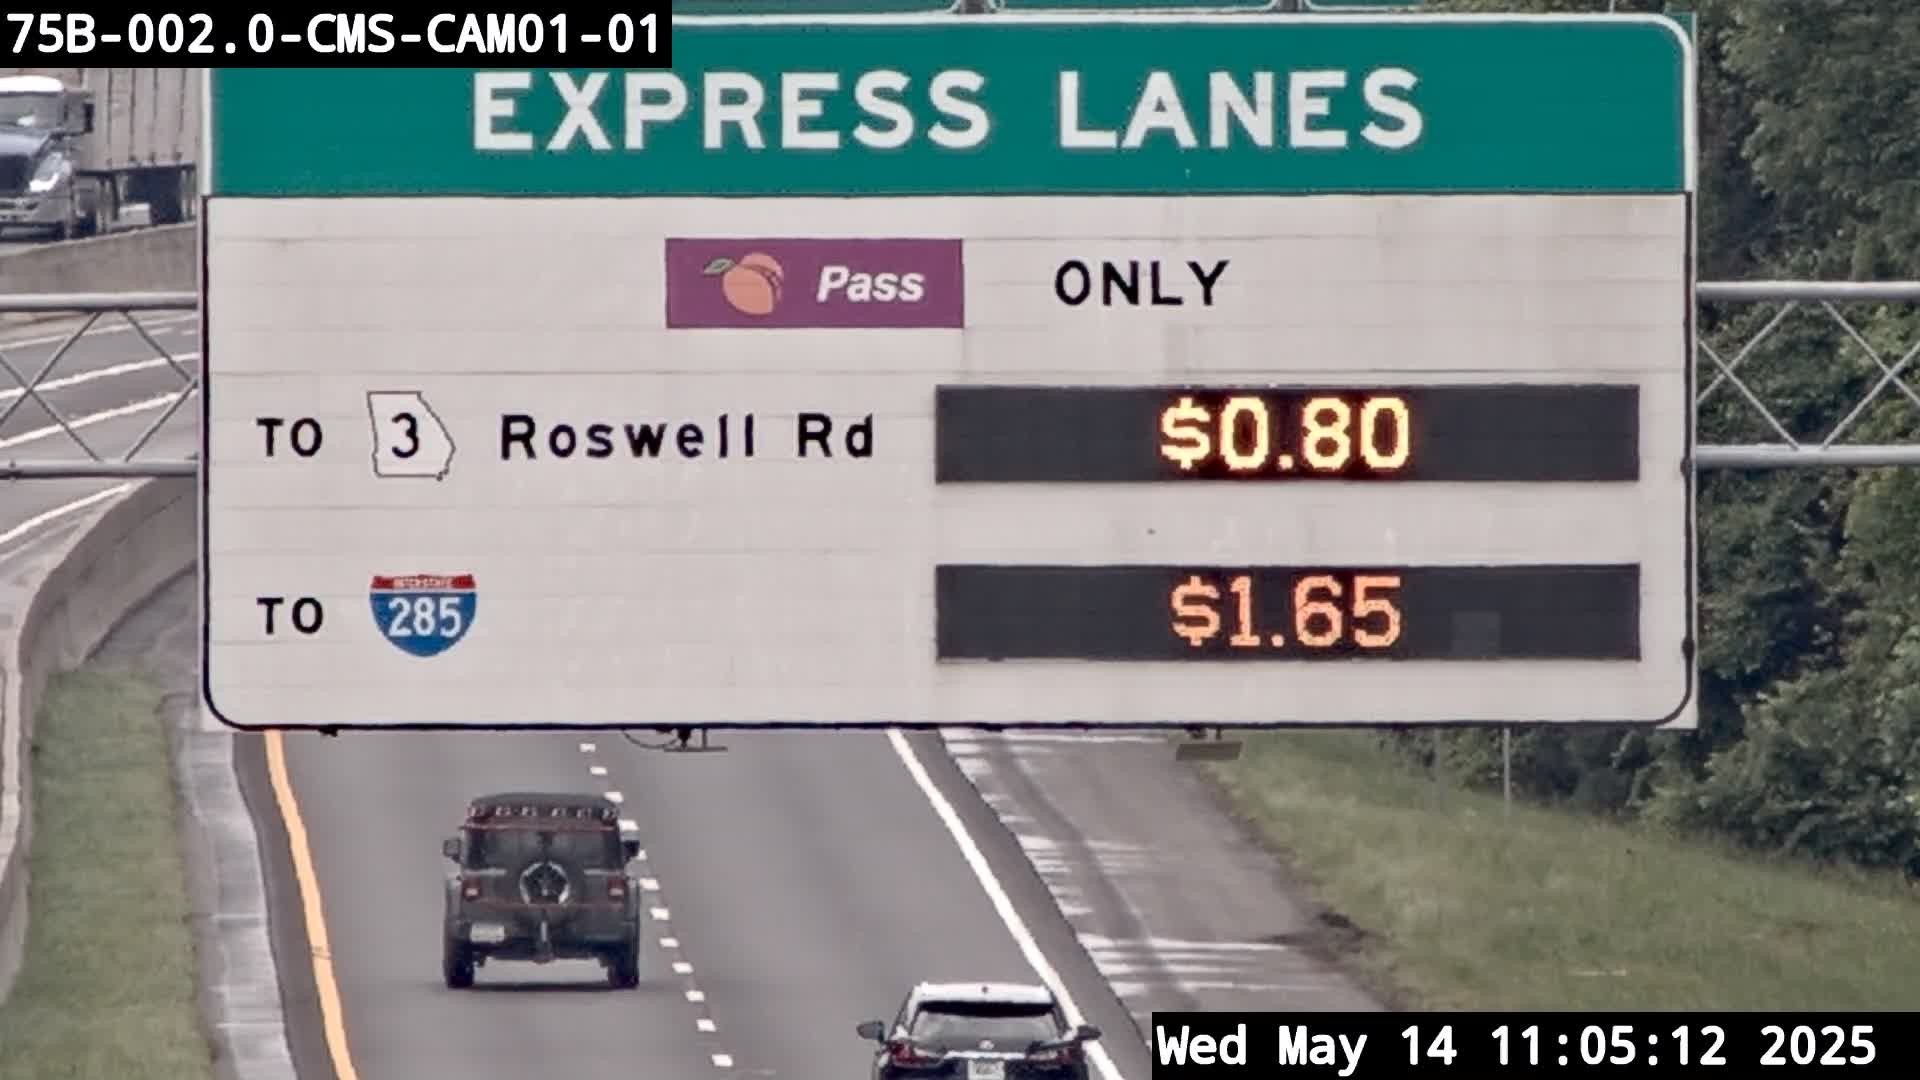 75B-002.0-CMS-CAM01-01
EXPRESS LANES
Pass ONLY
TO 3 Roswell Rd $0.80
INTERSTATE
TO 285 $1.65
Wed May 14 11:05:12 2025